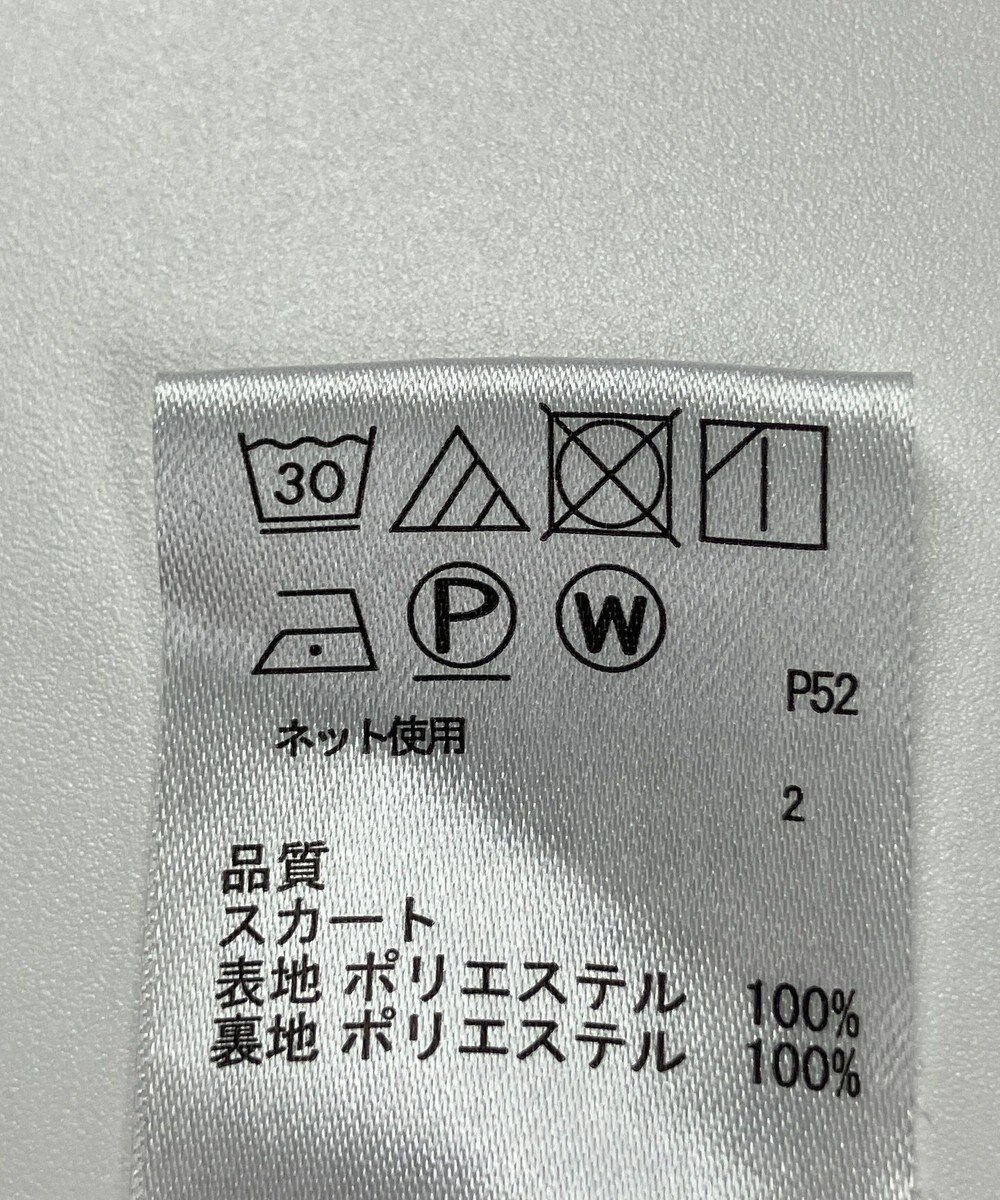 30
P W
P52
ネット使用
2
品質
スカート
表地 ポリエステル 100%
裏地 ポリエステル 100%